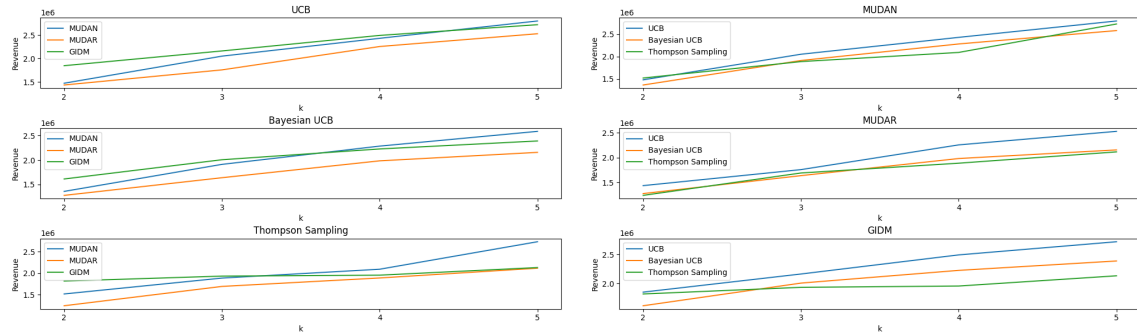 UCB
1e6
Revenue
2.5
2.0
1.5
MUDAN
MUDAR
GIDM
2 3 4 5
k
MUDAN
1e6
Revenue
2.5
2.0
1.5
UCB
Bayesian UCB
Thompson Sampling
2 3 4 5
k
Bayesian UCB
1e6
Revenue
2.5
2.0
1.5
MUDAN
MUDAR
GIDM
2 3 4 5
k
MUDAR
1e6
Revenue
2.5
2.0
1.5
UCB
Bayesian UCB
Thompson Sampling
2 3 4 5
k
Thompson Sampling
1e6
Revenue
2.5
2.0
1.5
MUDAN
MUDAR
GIDM
2 3 4 5
k
GIDM
1e6
Revenue
2.5
2.0
UCB
Bayesian UCB
Thompson Sampling
2 3 4 5
k